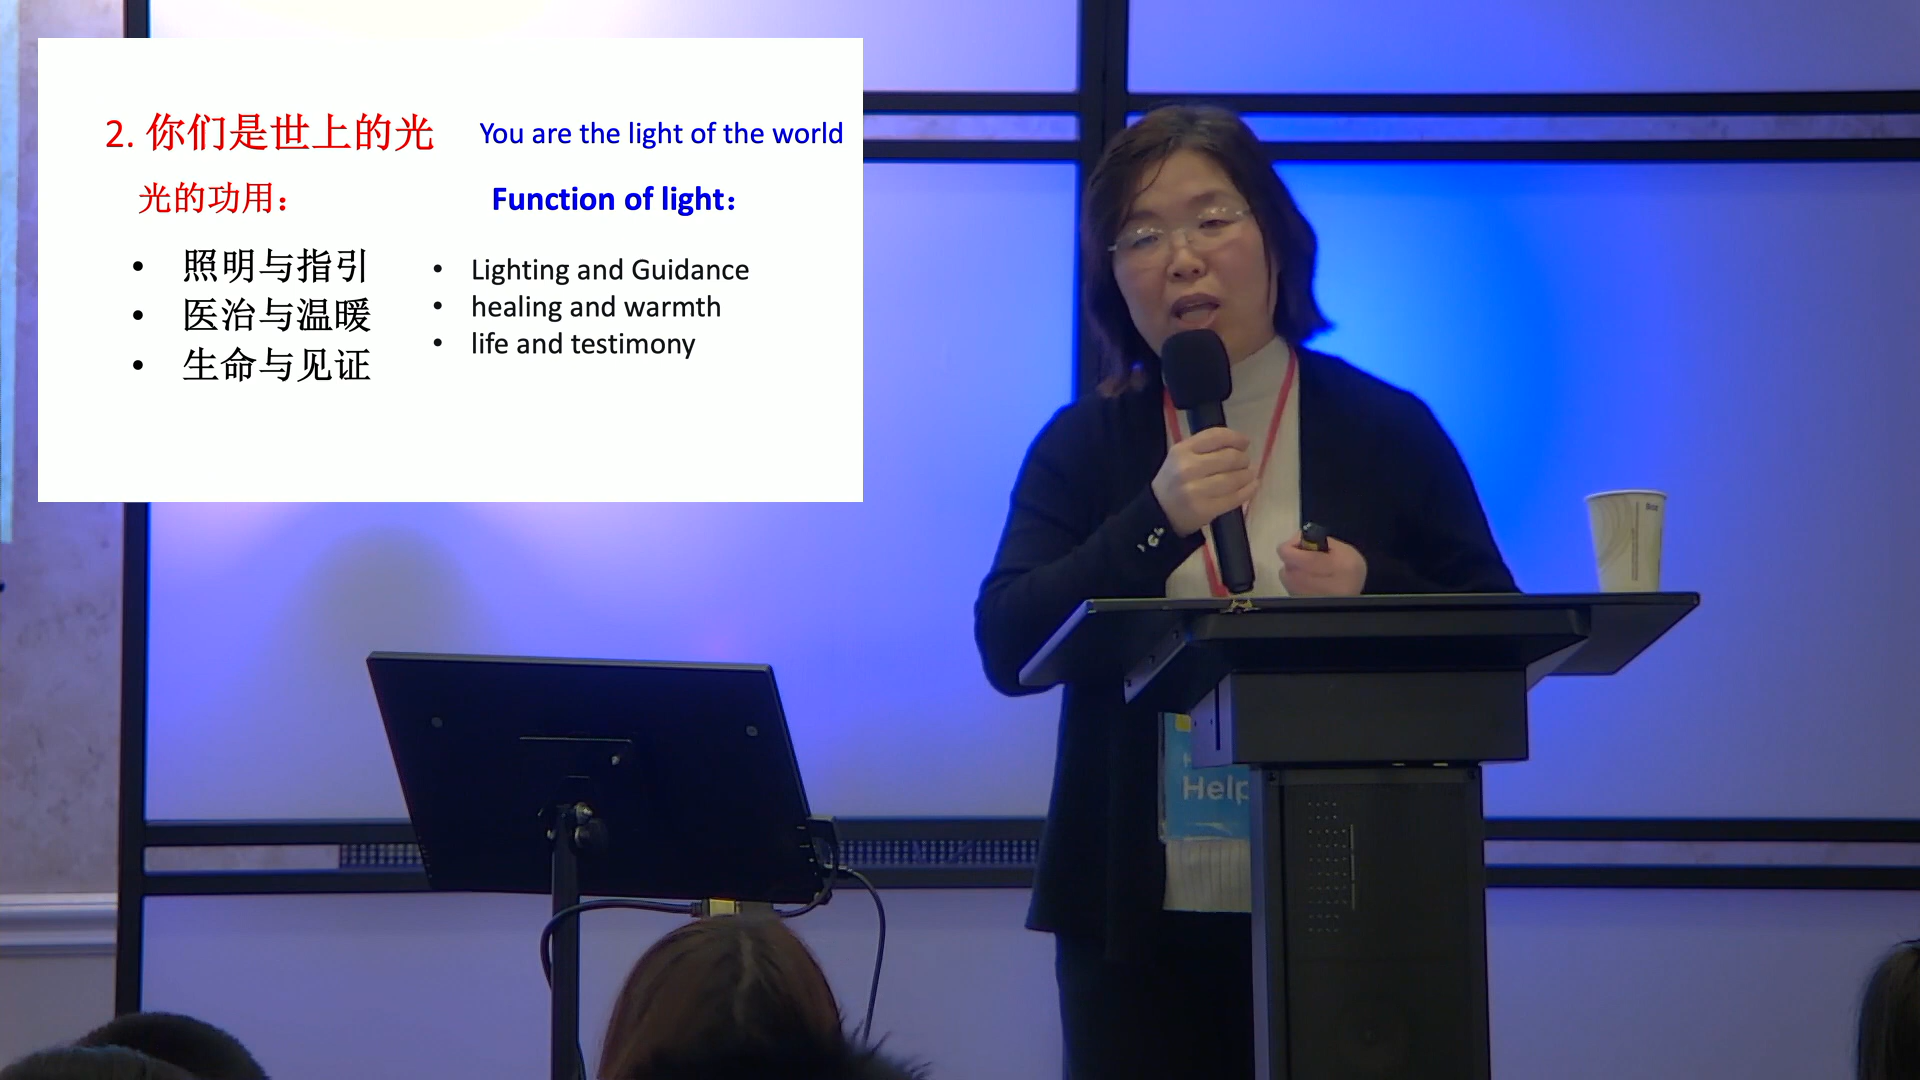 2. 你们是世上的光 You are the light of the world
光的功用： Function of light：
• 照明与指引
• 医治与温暖
• 生命与见证
• Lighting and Guidance
• healing and warmth
• life and testimony
Help